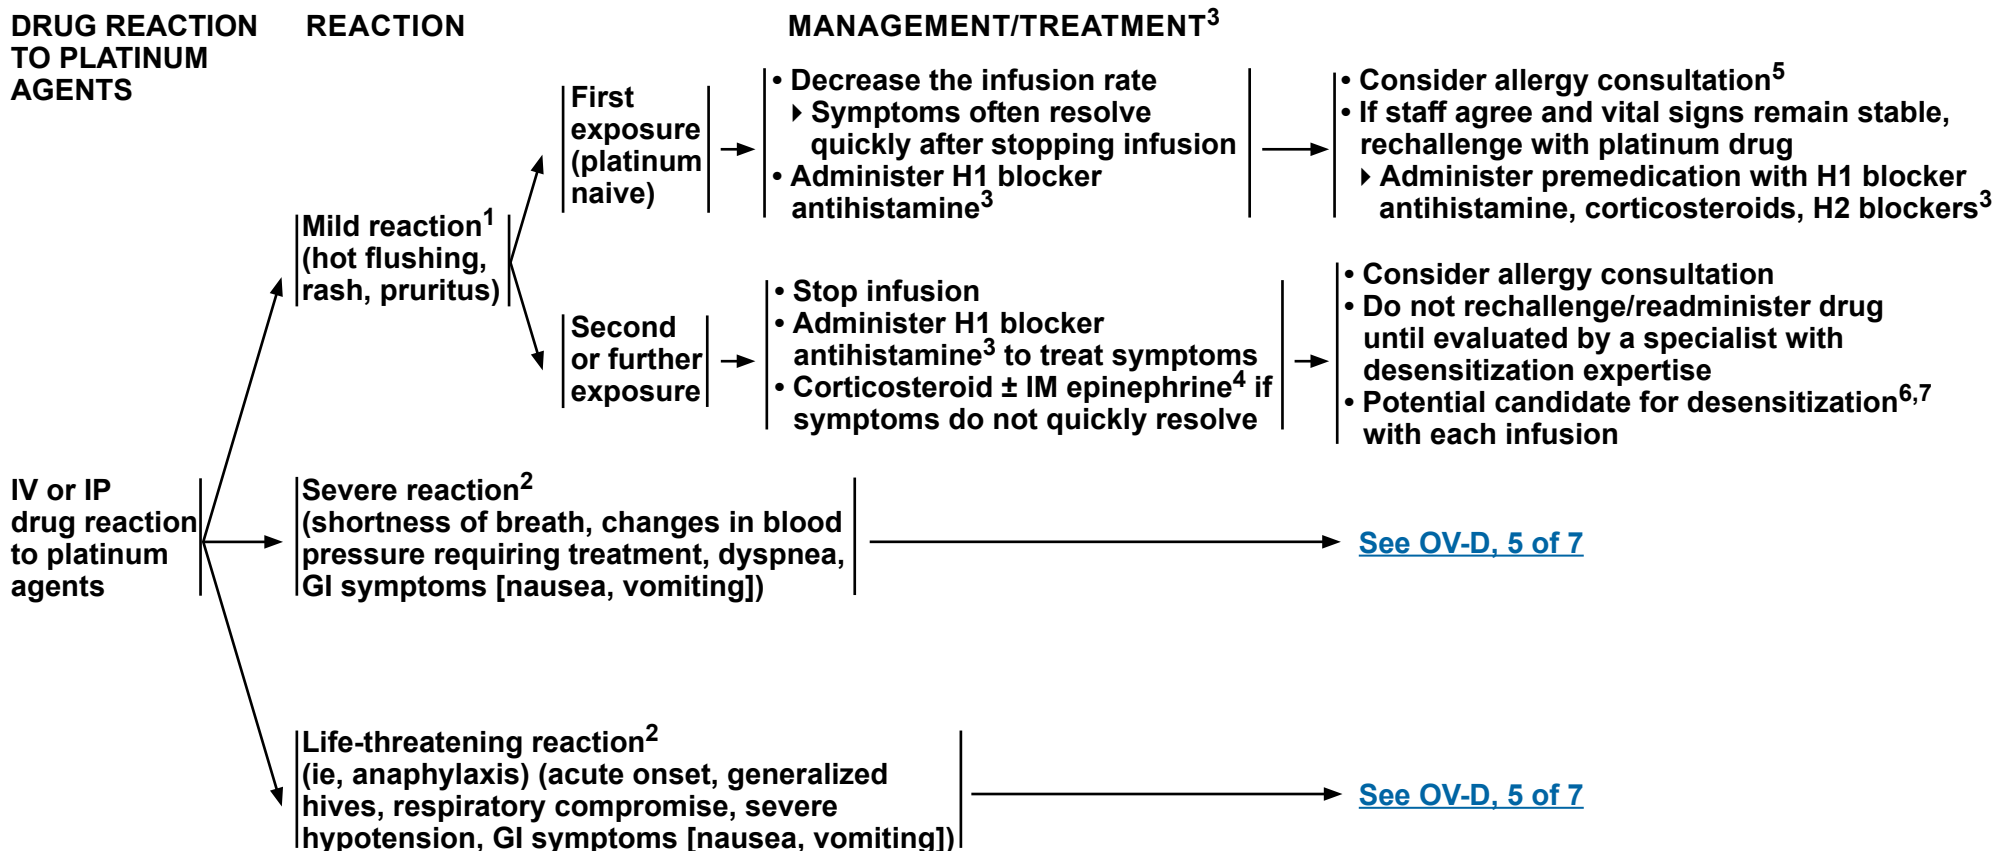 DRUG REACTION
TO PLATINUM
AGENTS
REACTION
MANAGEMENT/TREATMENT3
IV or IP
drug reaction
to platinum
agents
Mild reaction1
(hot flushing,
rash, pruritus)
First
exposure
(platinum
naive)
• Decrease the infusion rate
▸ Symptoms often resolve
quickly after stopping infusion
• Administer H1 blocker
antihistamine3
• Consider allergy consultation5
• If staff agree and vital signs remain stable,
rechallenge with platinum drug
▸ Administer premedication with H1 blocker
antihistamine, corticosteroids, H2 blockers3
Second
or further
exposure
• Stop infusion
• Administer H1 blocker
antihistamine3 to treat symptoms
• Corticosteroid ± IM epinephrine4 if
symptoms do not quickly resolve
• Consider allergy consultation
• Do not rechallenge/readminister drug
until evaluated by a specialist with
desensitization expertise
• Potential candidate for desensitization6,7
with each infusion
Severe reaction2
(shortness of breath, changes in blood
pressure requiring treatment, dyspnea,
GI symptoms [nausea, vomiting])
See OV-D, 5 of 7
Life-threatening reaction2
(ie, anaphylaxis) (acute onset, generalized
hives, respiratory compromise, severe
hypotension, GI symptoms [nausea, vomiting])
See OV-D, 5 of 7